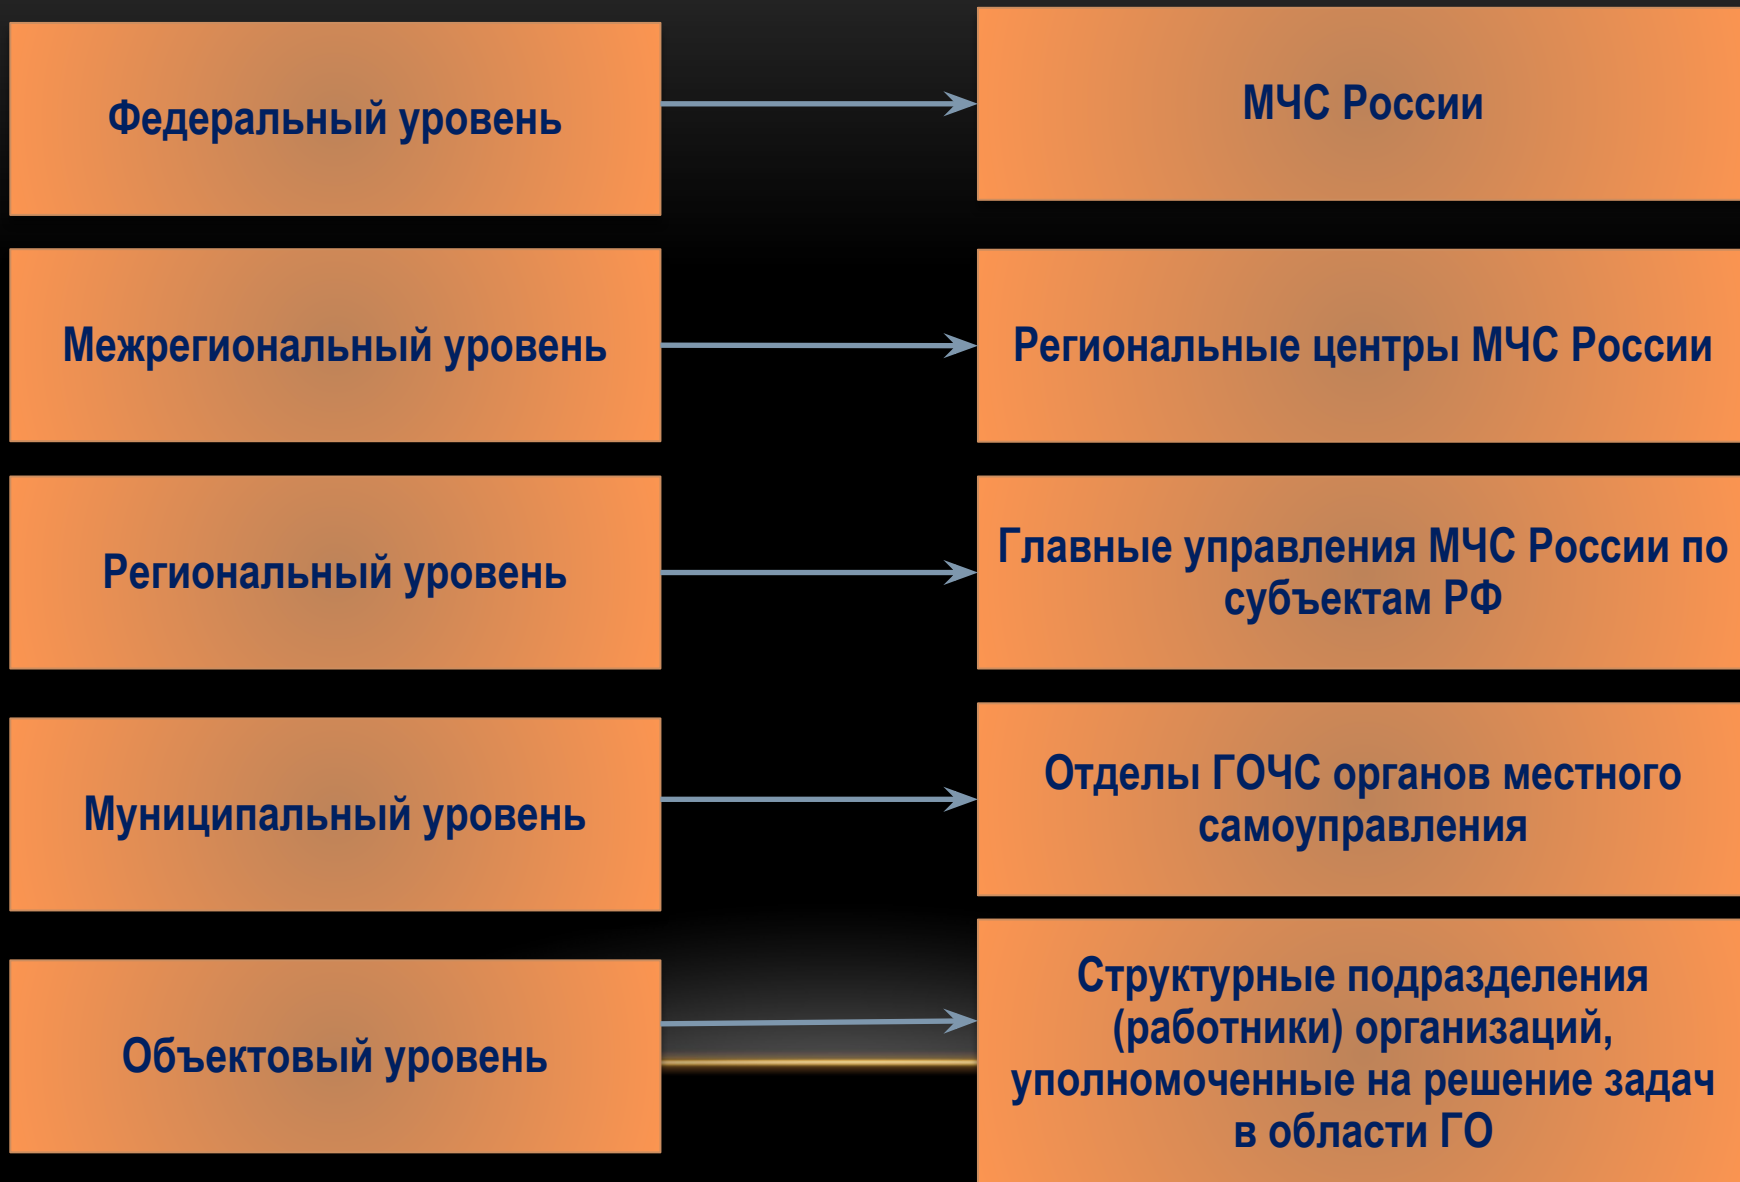 Федеральный уровень
МЧС России
Межрегиональный уровень
Региональные центры МЧС России
Региональный уровень
Главные управления МЧС России по
субъектам РФ
Муниципальный уровень
Отделы ГОЧС органов местного
самоуправления
Объектовый уровень
Структурные подразделения
(работники) организаций,
уполномоченные на решение задач
в области ГО